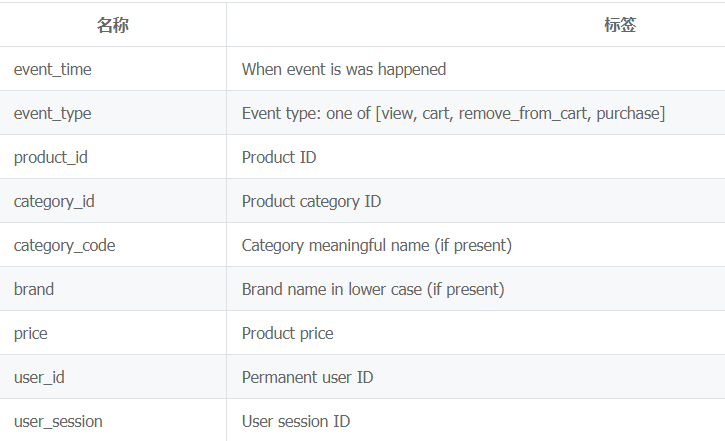 名称 标签
event_time When event is was happened
event_type Event type: one of [view, cart, remove_from_cart, purchase]
product_id Product ID
category_id Product category ID
category_code Category meaningful name (if present)
brand Brand name in lower case (if present)
price Product price
user_id Permanent user ID
user_session User session ID